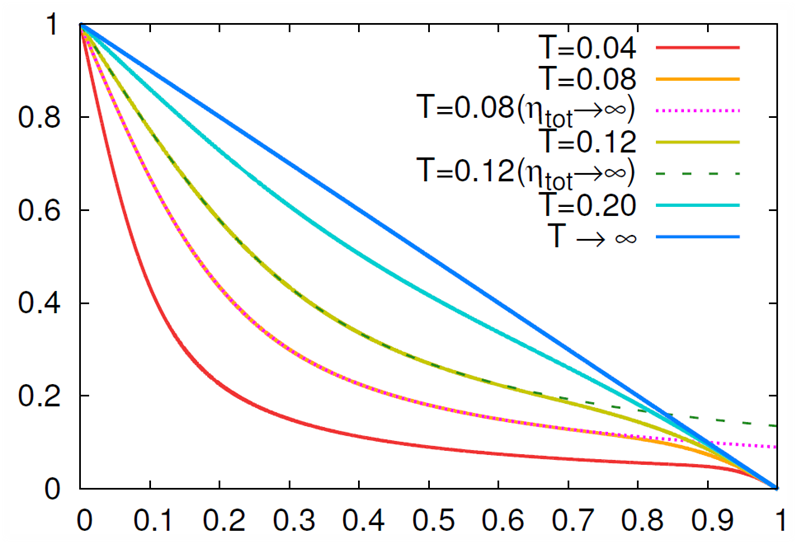 1
0.8
0.6
0.4
0.2
0
T=0.04
T=0.08
T=0.08(ηtot→∞)
T=0.12
T=0.12(ηtot→∞)
T=0.20
T → ∞
0 0.1 0.2 0.3 0.4 0.5 0.6 0.7 0.8 0.9 1